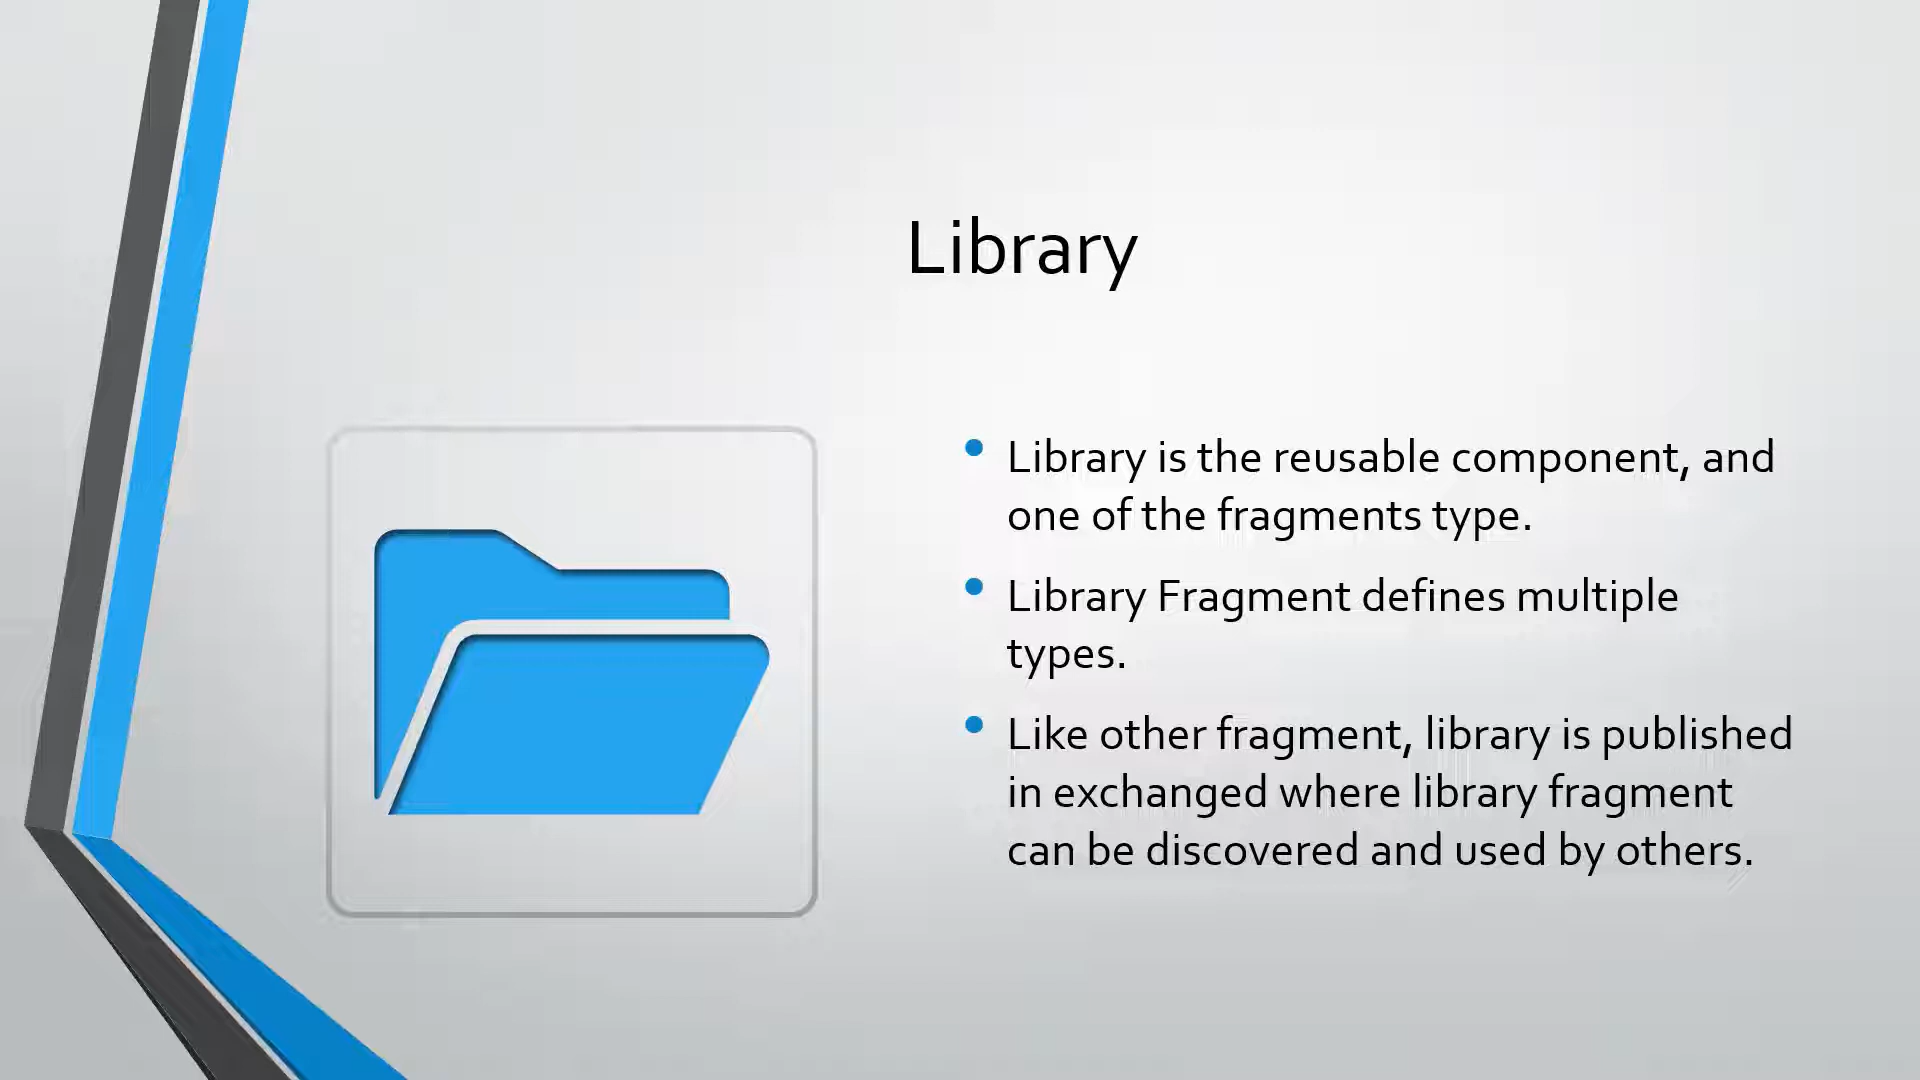 Library
• Library is the reusable component, and
one of the fragments type.
• Library Fragment defines multiple
types.
• Like other fragment, library is published
in exchanged where library fragment
can be discovered and used by others.